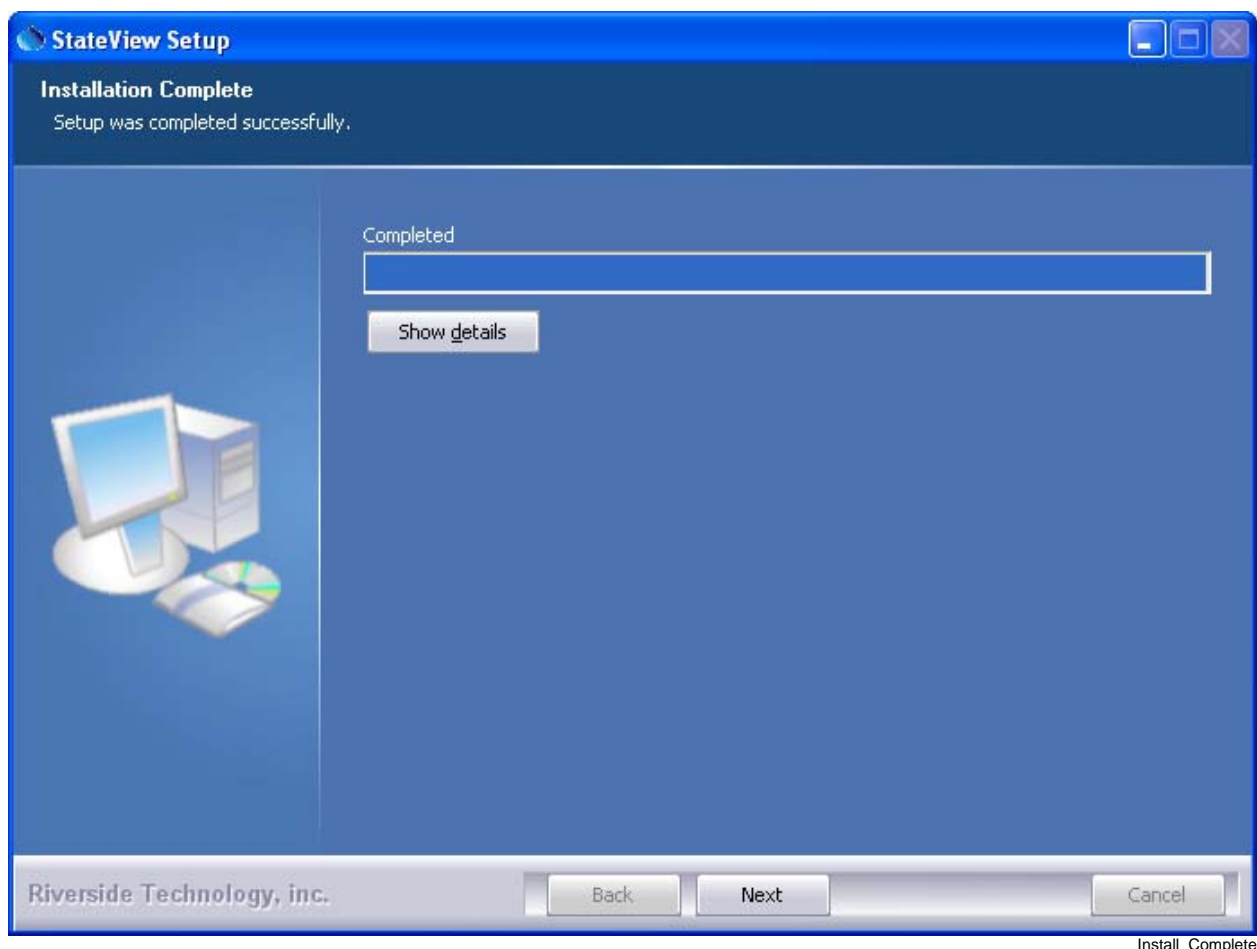 StateView Setup
Installation Complete
Setup was completed successfully.
Completed
Show details
Riverside Technology, inc.
Back
Next
Cancel
Install_Complete